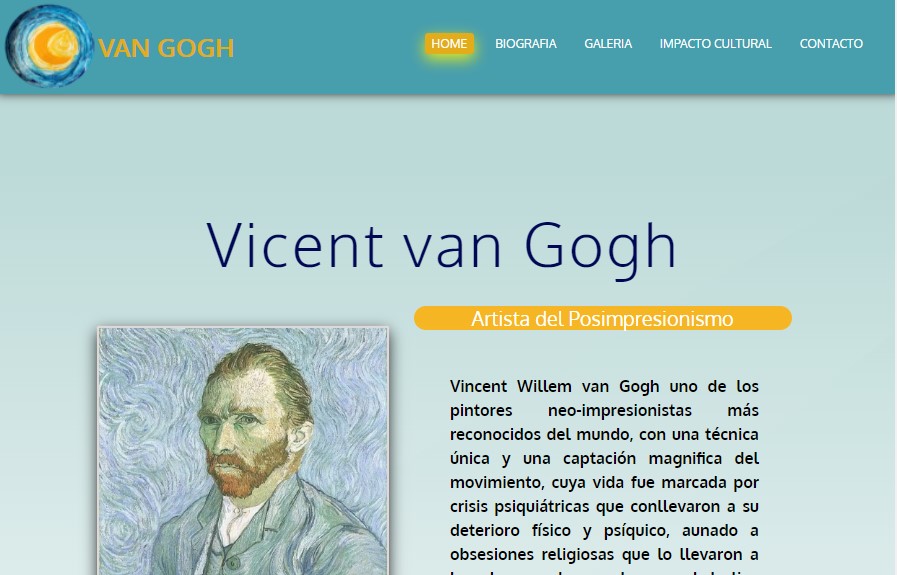 VAN GOGH
HOME BIOGRAFIA GALERIA IMPACTO CULTURAL CONTACTO
Vicent van Gogh
Artista del Posimpresionismo
Vincent Willem van Gogh uno de los
pintores neo-impresionistas más
reconocidos del mundo, con una técnica
única y una captación magnifica del
movimiento, cuya vida fue marcada por
crisis psiquiátricas que conllevaron a su
deterioro físico y psíquico, aunado a
obsesiones religiosas que lo llevaron a